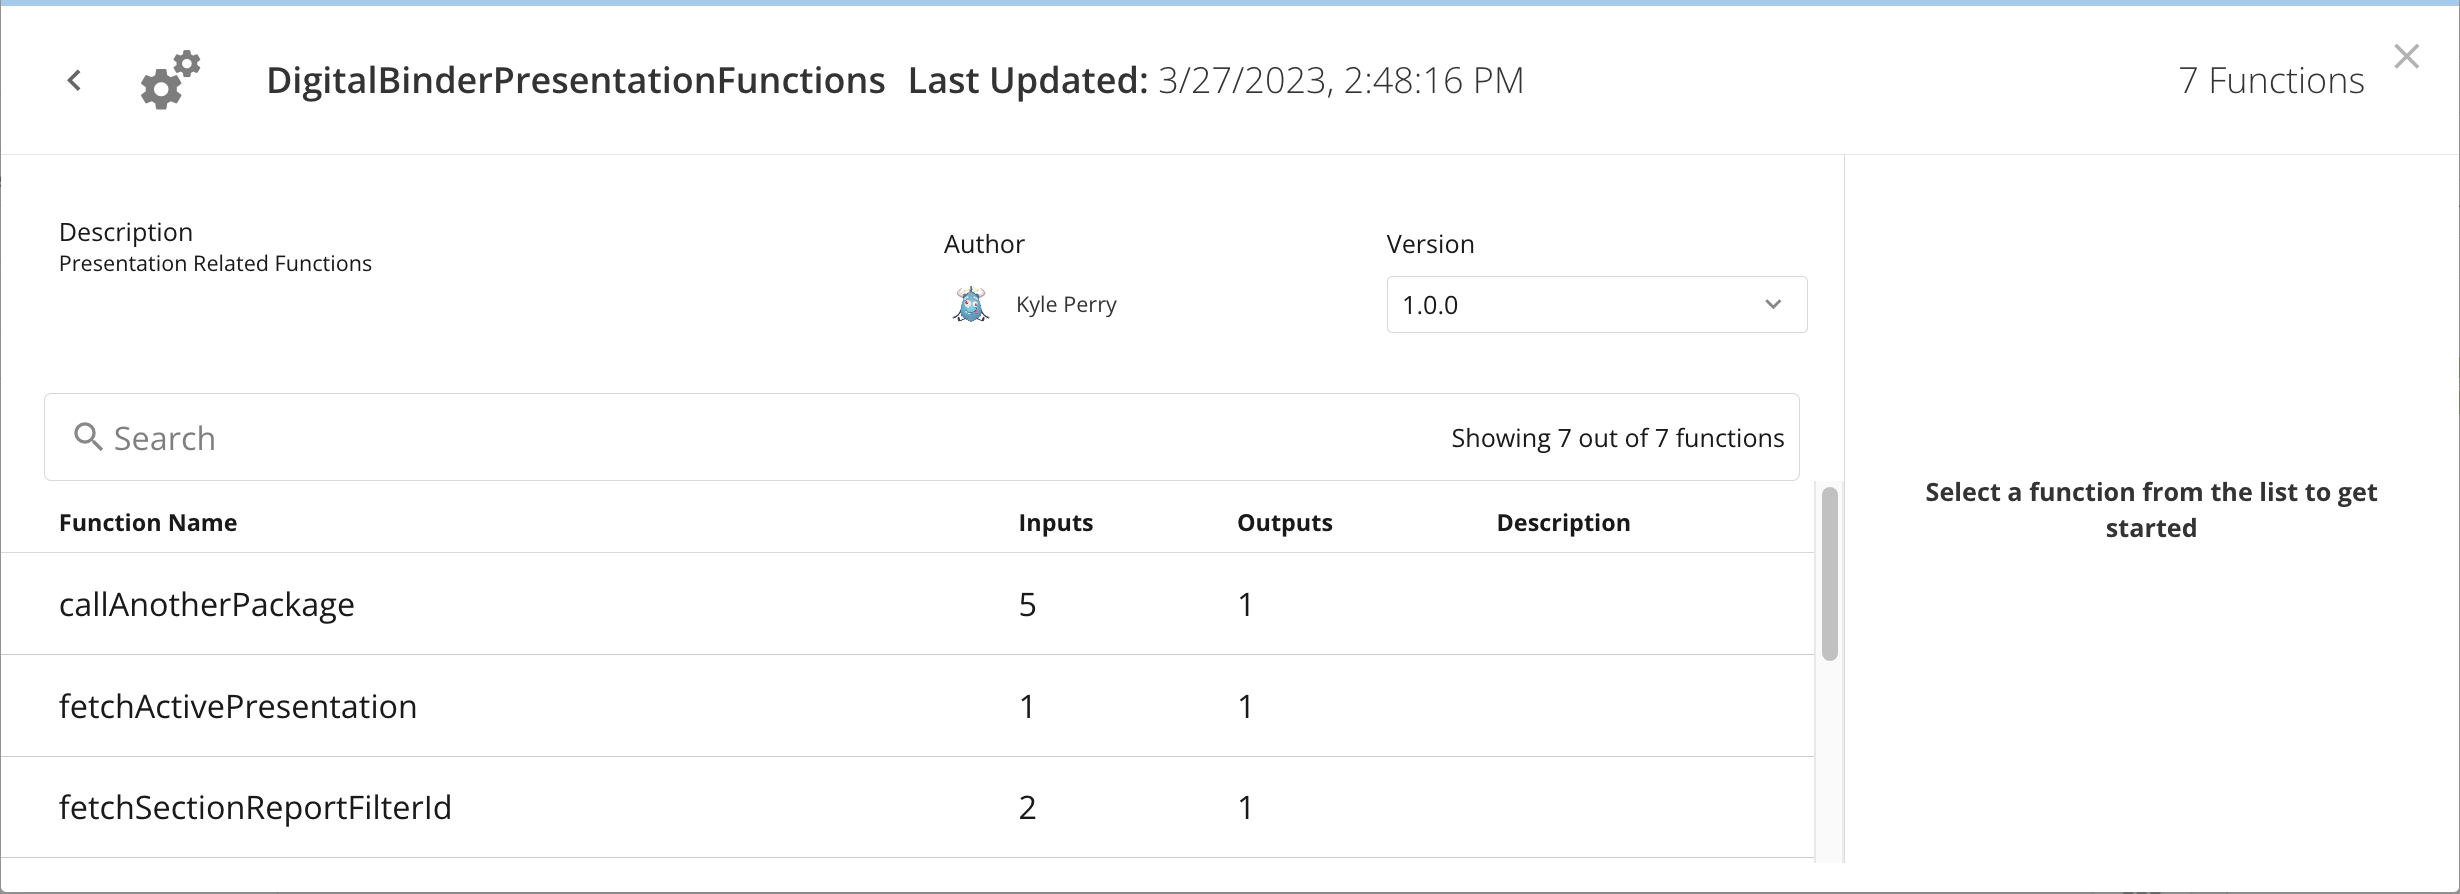 DigitalBinderPresentationFunctions Last Updated: 3/27/2023, 2:48:16 PM
7 Functions
Description
Presentation Related Functions
Author
Kyle Perry
Version
1.0.0
Search
Showing 7 out of 7 functions
Function Name Inputs Outputs Description
callAnotherPackage 5 1
fetchActivePresentation 1 1
fetchSectionReportFilterId 2 1
Select a function from the list to get
started